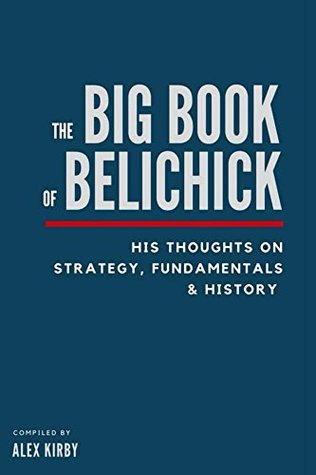 THE BIG BOOK
OF BELICHICK
HIS THOUGHTS ON
STRATEGY, FUNDAMENTALS
& HISTORY
COMPILED BY
ALEX KIRBY